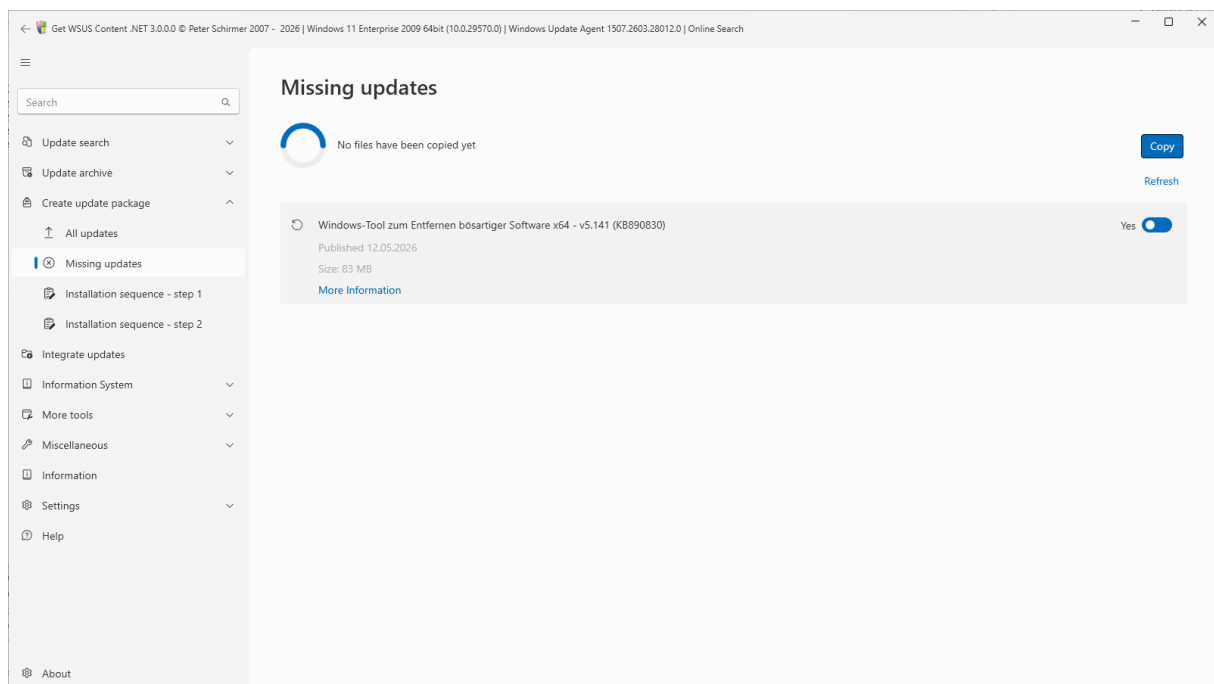 Get WSUS Content .NET 3.0.0.0 © Peter Schirmer 2007 - 2026 | Windows 11 Enterprise 2009 64bit (10.0.29570.0) | Windows Update Agent 1507.2603.28012.0 | Online Search
Search
Update search
Update archive
Create update package
All updates
Missing updates
Installation sequence - step 1
Installation sequence - step 2
Integrate updates
Information System
More tools
Miscellaneous
Information
Settings
Help
About
Missing updates
No files have been copied yet
Copy
Refresh
Windows-Tool zum Entfernen bösartiger Software x64 - v5.141 (KB890830)
Yes
Published 12.05.2026
Size: 83 MB
More Information